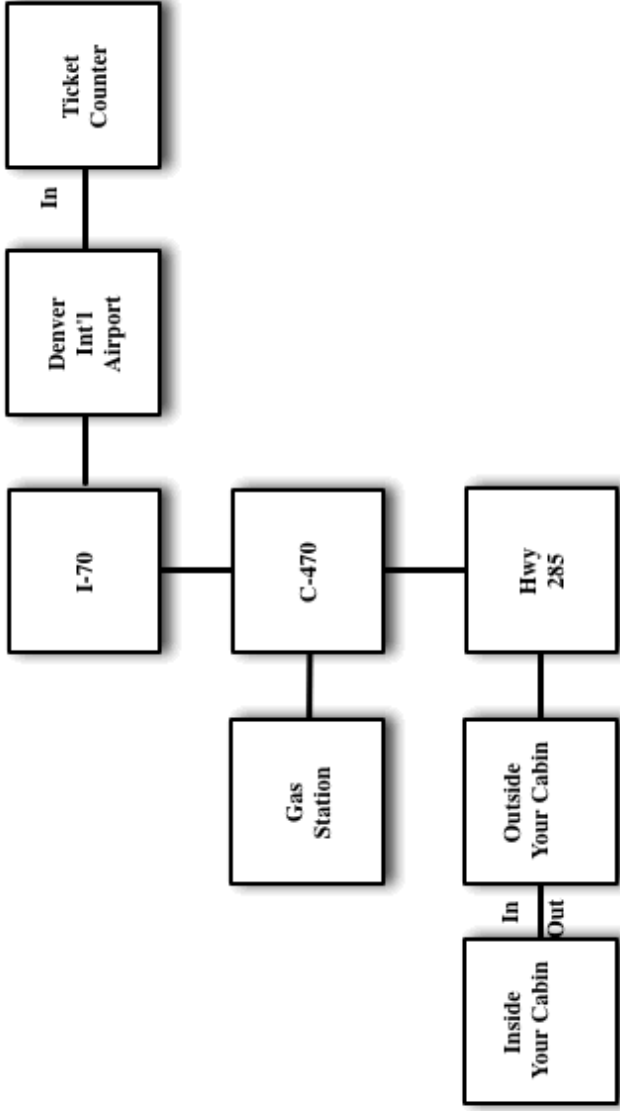 Ticket
Counter
In
Denver
Int'l
Airport
I-70
C-470
Hwy
285
Gas
Station
Outside
Your Cabin
In
Out
Inside
Your Cabin